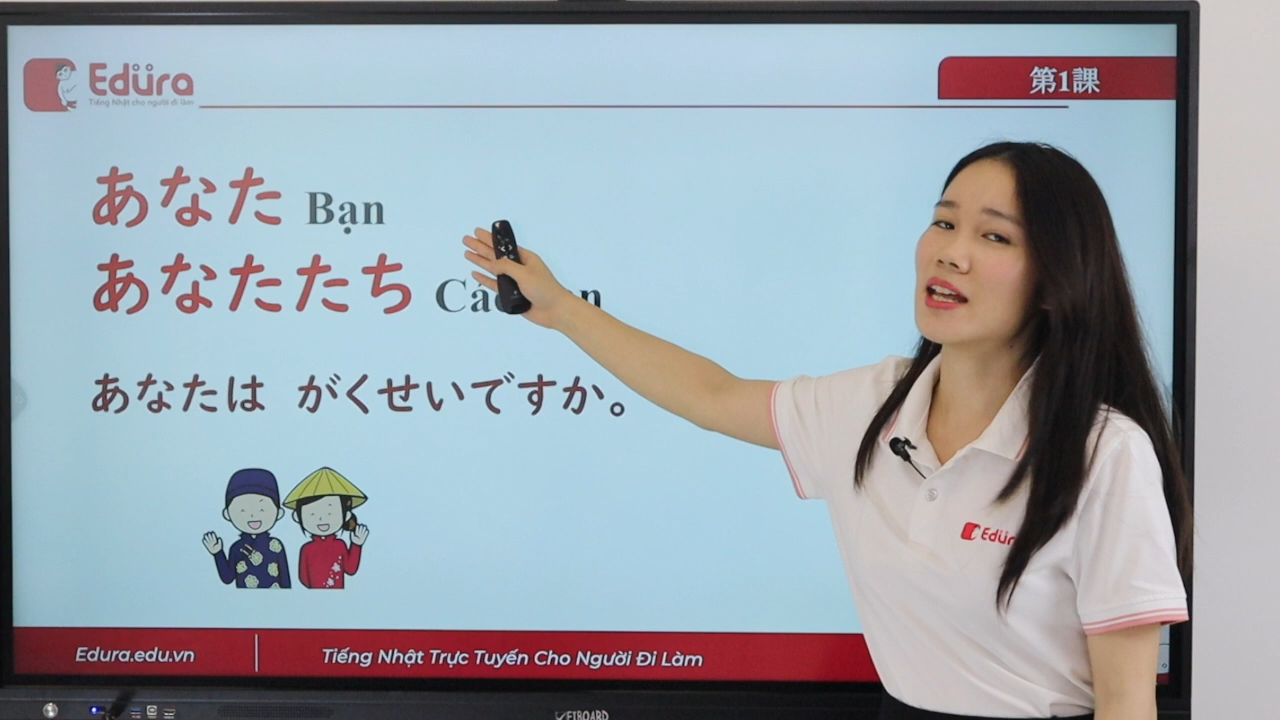 Edura
Tiếng Nhật cho người đi làm
第1課
あなた Bạn
あなたたち
あなたは がくせいですか。
Edura.edu.vn
Tiếng Nhật Trực Tuyến Cho Người Đi Làm